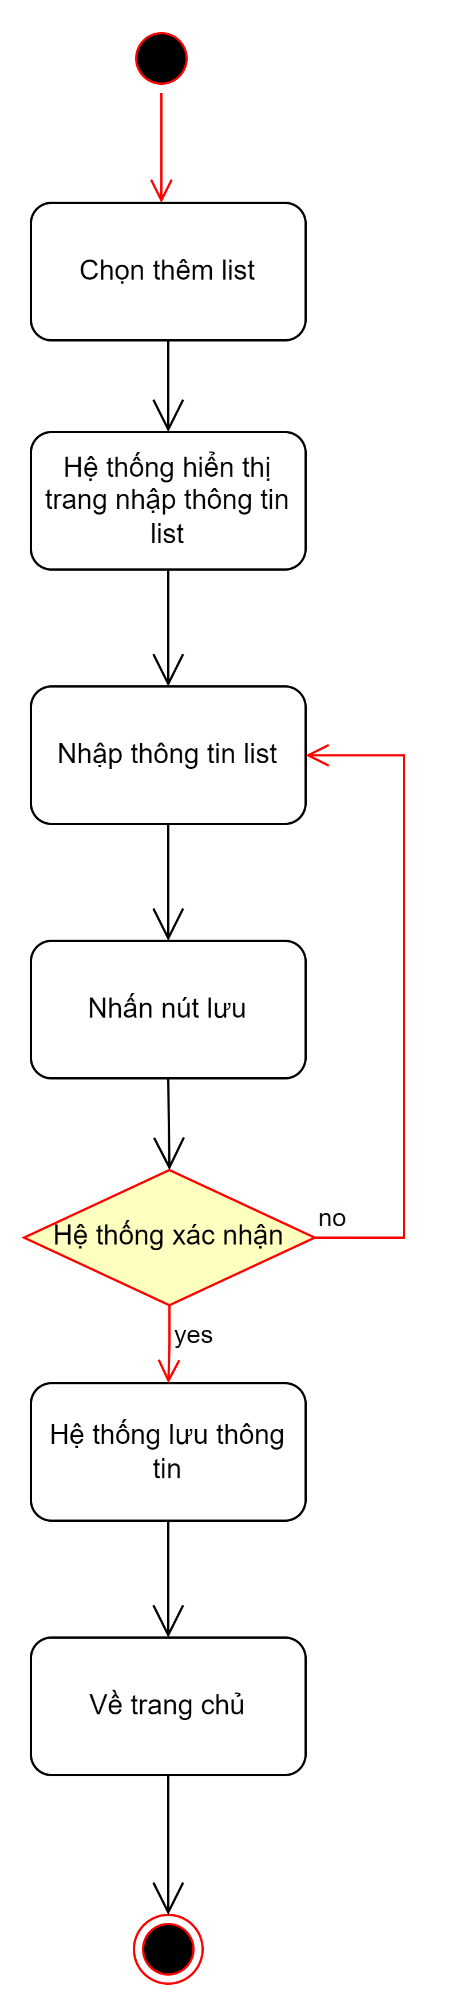 Chọn thêm list
Hệ thống hiển thị
trang nhập thông tin
list
Nhập thông tin list
Nhấn nút lưu
Hệ thống xác nhận
no
yes
Hệ thống lưu thông
tin
Về trang chủ